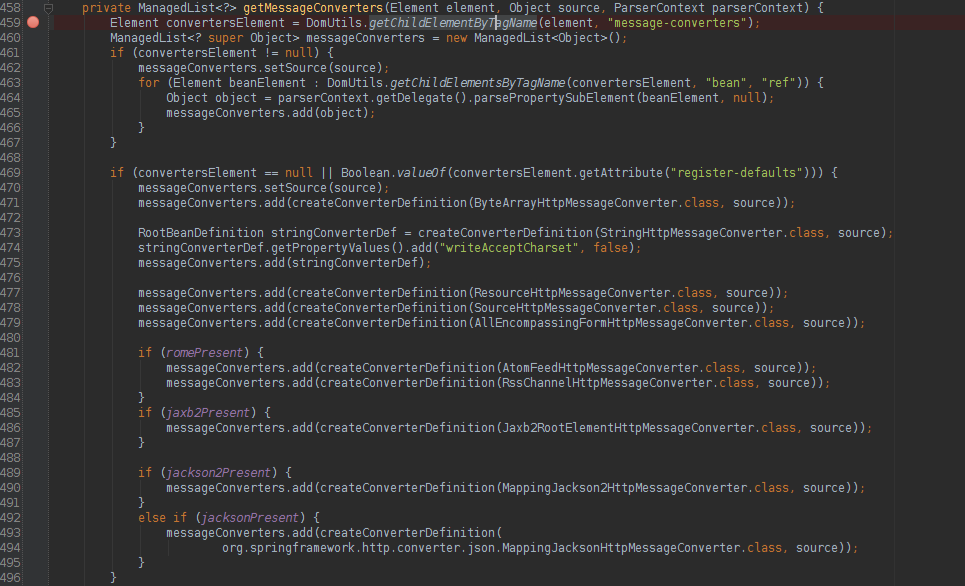 458 private ManagedList<?> getMessageConverters(Element element, Object source, ParserContext parserContext) {
459 Element convertersElement = DomUtils.getChildElementByTagName(element, "message-converters");
460 ManagedList<? super Object> messageConverters = new ManagedList<Object>();
461 if (convertersElement != null) {
462 messageConverters.setSource(source);
463 for (Element beanElement : DomUtils.getChildElementsByTagName(convertersElement, "bean", "ref")) {
464 Object object = parserContext.getDelegate().parsePropertySubElement(beanElement, null);
465 messageConverters.add(object);
466 }
467 }
468
469 if (convertersElement == null || Boolean.valueOf(convertersElement.getAttribute("register-defaults"))) {
470 messageConverters.setSource(source);
471 messageConverters.add(createConverterDefinition(ByteArrayHttpMessageConverter.class, source));
472
473 RootBeanDefinition stringConverterDef = createConverterDefinition(StringHttpMessageConverter.class, source);
474 stringConverterDef.getPropertyValues().add("writeAcceptCharset", false);
475 messageConverters.add(stringConverterDef);
476
477 messageConverters.add(createConverterDefinition(ResourceHttpMessageConverter.class, source));
478 messageConverters.add(createConverterDefinition(SourceHttpMessageConverter.class, source));
479 messageConverters.add(createConverterDefinition(AllEncompassingFormHttpMessageConverter.class, source));
480
481 if (romePresent) {
482 messageConverters.add(createConverterDefinition(AtomFeedHttpMessageConverter.class, source));
483 messageConverters.add(createConverterDefinition(RssChannelHttpMessageConverter.class, source));
484 }
485 if (jaxb2Present) {
486 messageConverters.add(createConverterDefinition(Jaxb2RootElementHttpMessageConverter.class, source));
487 }
488
489 if (jackson2Present) {
490 messageConverters.add(createConverterDefinition(MappingJackson2HttpMessageConverter.class, source));
491 }
492 else if (jacksonPresent) {
493 messageConverters.add(createConverterDefinition(
494 org.springframework.http.converter.json.MappingJacksonHttpMessageConverter.class, source));
495 }
496 }